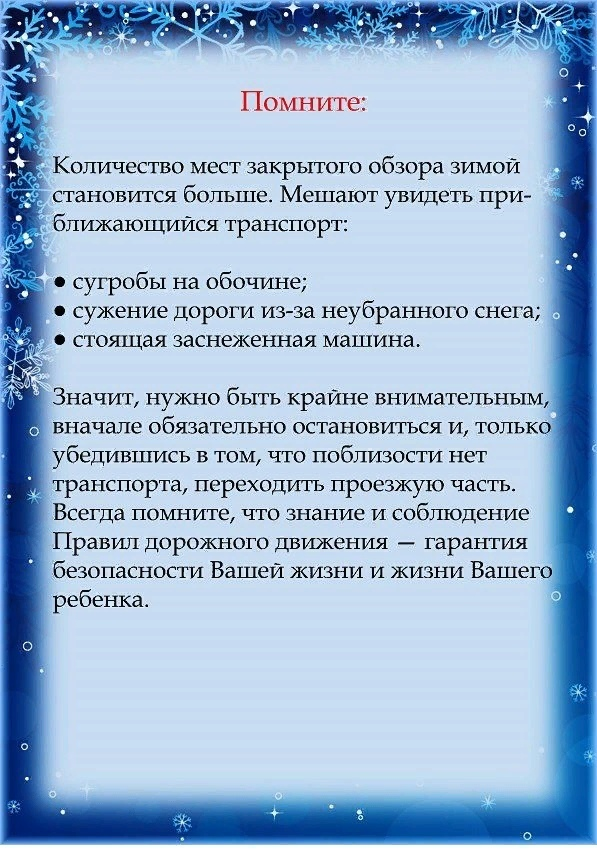 Помните:
Количество мест закрытого обзора зимой
становится больше. Мешают увидеть при-
ближающийся транспорт:
● сугробы на обочине;
● сужение дороги из-за неубранного снега;
● стоящая заснеженная машина.
Значит, нужно быть крайне внимательным,
вначале обязательно остановиться и, только
убедившись в том, что поблизости нет
транспорта, переходить проезжую часть.
Всегда помните, что знание и соблюдение
Правил дорожного движения — гарантия
безопасности Вашей жизни и жизни Вашего
ребенка.